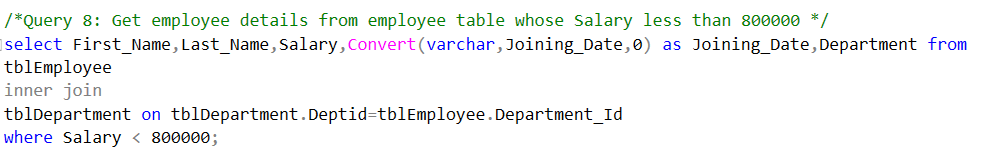 /*Query 8: Get employee details from employee table whose Salary less than 800000 */
select First_Name,Last_Name,Salary,Convert(varchar,Joining_Date,0) as Joining_Date,Department from
tblEmployee
inner join
tblDepartment on tblDepartment.Deptid=tblEmployee.Department_Id
where Salary < 800000;